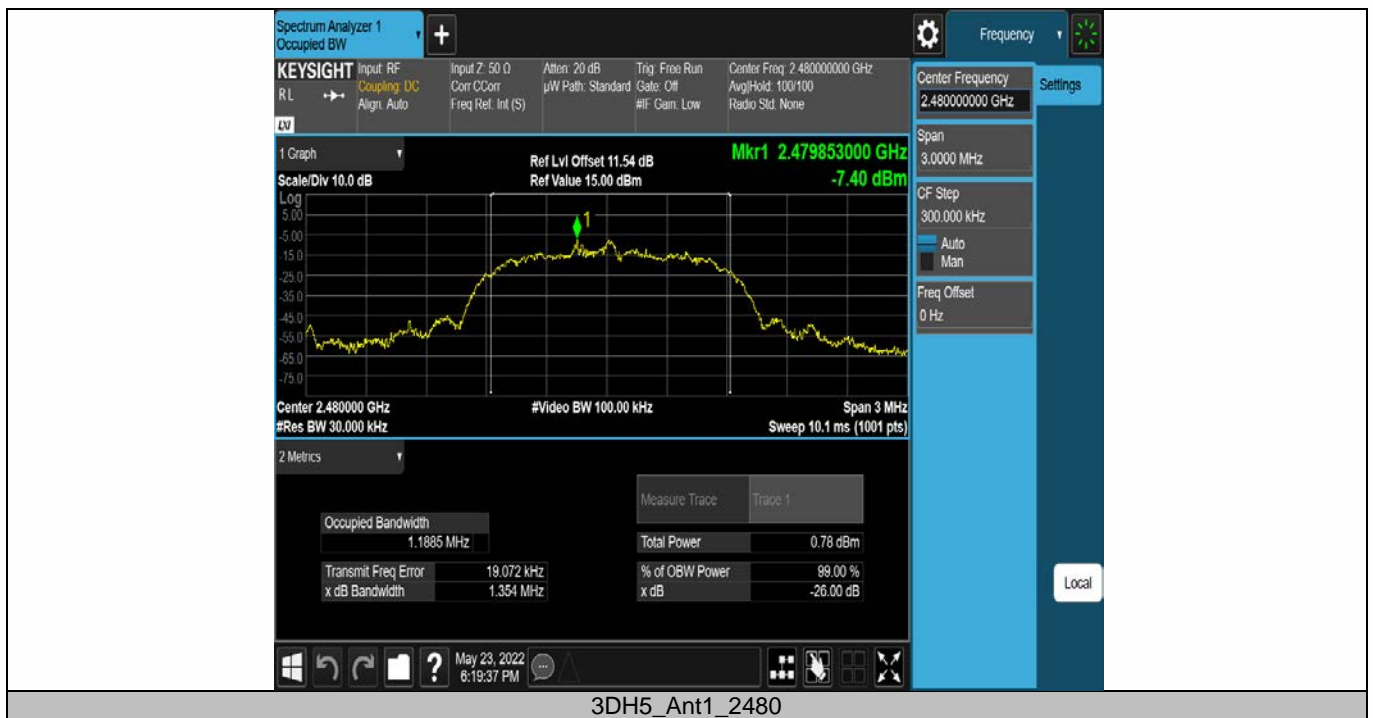 Spectrum Analyzer 1
Occupied BW
+
Frequency
KEYSIGHT
RL
LXI
Input: RF
Coupling: DC
Align: Auto
Input Z: 50 Ω
Corr CCorr
Freq Ref: Int (S)
Atten: 20 dB
µW Path: Standard
Trig: Free Run
Gate: Off
#IF Gain: Low
Center Freq: 2.480000000 GHz
Avg|Hold: 100/100
Radio Std: None
Center Frequency
2.480000000 GHz
Settings
Span
3.0000 MHz
CF Step
300.000 kHz
Auto
Man
Freq Offset
0 Hz
Local
1 Graph
Scale/Div 10.0 dB
Ref Lvl Offset 11.54 dB
Ref Value 15.00 dBm
Mkr1 2.479853000 GHz
-7.40 dBm
Log
5.00
-5.00
-15.0
-25.0
-35.0
-45.0
-55.0
-65.0
-75.0
1
Center 2.480000 GHz
#Res BW 30.000 kHz
#Video BW 100.00 kHz
Span 3 MHz
Sweep 10.1 ms (1001 pts)
2 Metrics
Measure Trace Trace 1
Occupied Bandwidth
1.1885 MHz
Total Power 0.78 dBm
Transmit Freq Error 19.072 kHz
% of OBW Power 99.00 %
x dB Bandwidth 1.354 MHz
x dB -26.00 dB
?
May 23, 2022
6:19:37 PM
3DH5_Ant1_2480